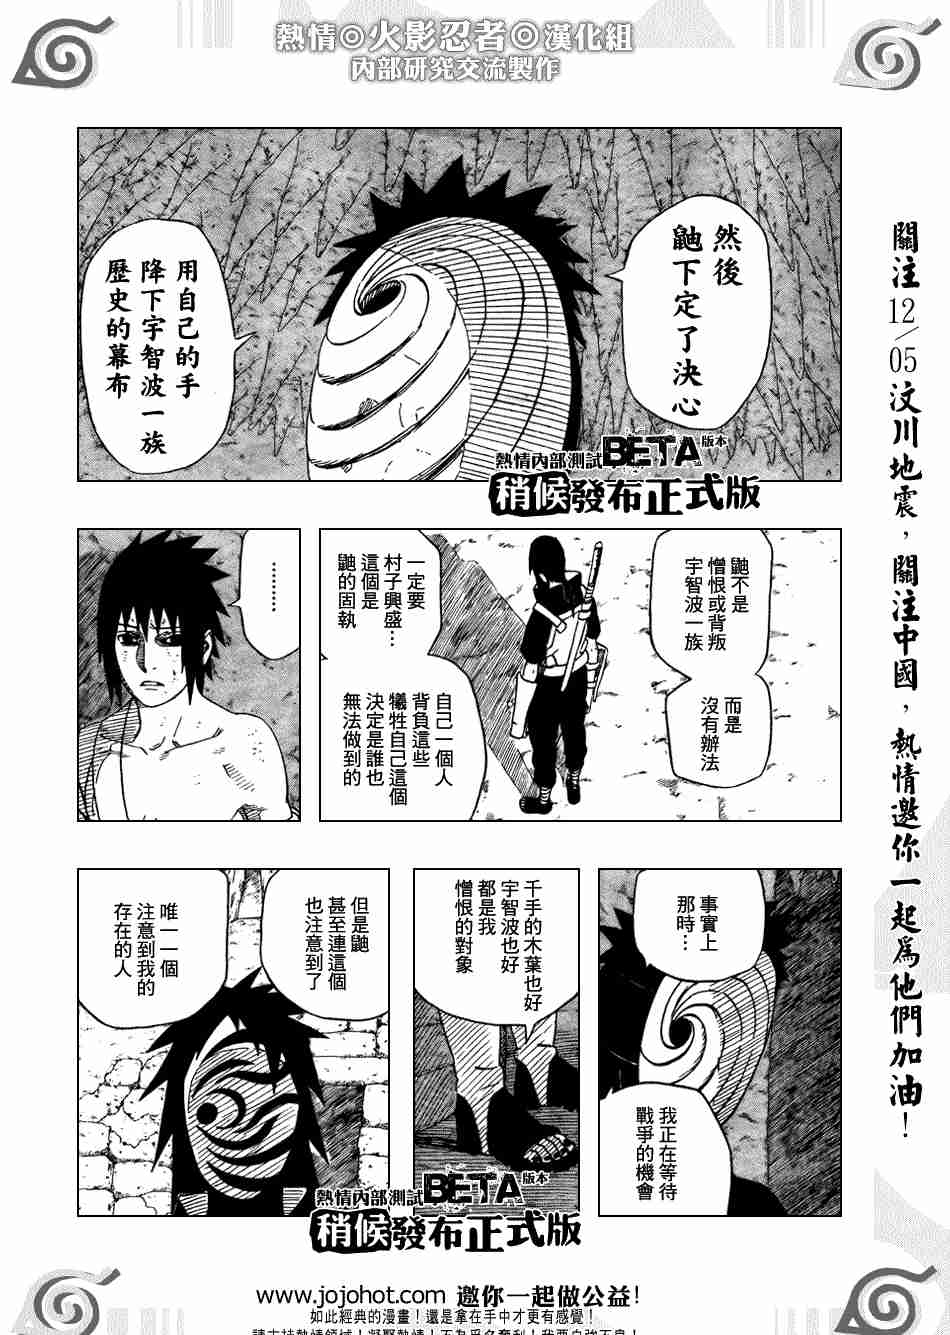 熱情◎火影忍者◎漢化組
內部研究交流製作
然後
鼬下定了決心
用自己的手
降下宇智波一族
歷史的幕布
熱情內部測試BETA版本
稍候發布正式版
鼬不是
憎恨或背叛
宇智波一族
而是
沒有辦法
一定要
村子興盛…
這個是
鼬的固執
自己一個人
背負這些
犧牲自己這個
決定是誰也
無法做到的
………
事實上
那時…
我正在等待
戰爭的機會
千手的木葉也好
宇智波也好
都是我
憎恨的對象
但是鼬
甚至連這個
也注意到了
唯一一個
注意到我的
存在的人
熱情內部測試BETA版本
稍候發布正式版
關注12/05汶川地震，關注中國，熱情邀你一起為他們加油！
www.jojohot.com 邀你一起做公益!
如此經典的漫畫！還是拿在手中才更有感覺！